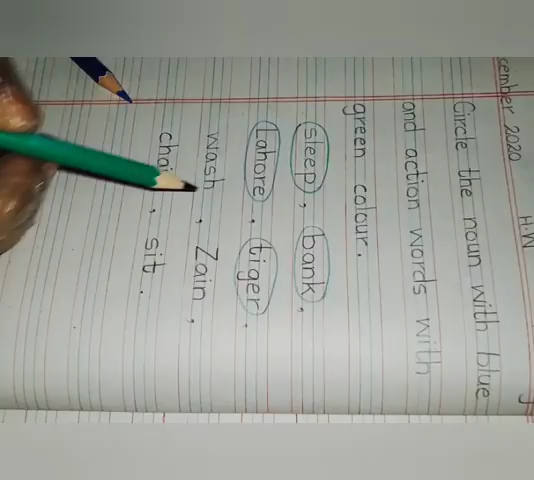 cember 2020 H.W
Circle the noun with blue
and action words with
green colour.
sleep, bank,
Lahore, tiger,
wash, Zain,
, sit.